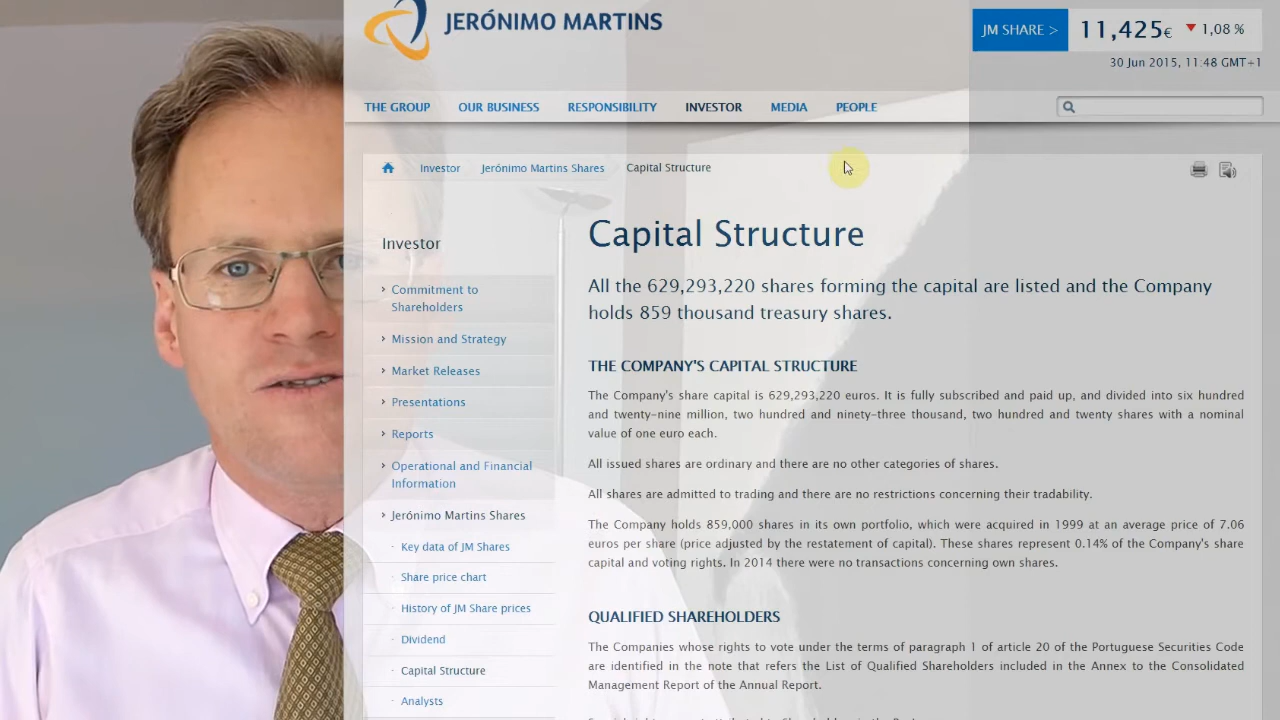 JERÓNIMO MARTINS
JM SHARE >
11,425€
1,08 %
30 Jun 2015, 11:48 GMT+1
THE GROUP
OUR BUSINESS
RESPONSIBILITY
INVESTOR
MEDIA
PEOPLE
Investor
Jerónimo Martins Shares
Capital Structure
Investor
Commitment to
Shareholders
Mission and Strategy
Market Releases
Presentations
Reports
Operational and Financial
Information
Jerónimo Martins Shares
Key data of JM Shares
Share price chart
History of JM Share prices
Dividend
Capital Structure
Analysts
Capital Structure
All the 629,293,220 shares forming the capital are listed and the Company
holds 859 thousand treasury shares.
THE COMPANY'S CAPITAL STRUCTURE
The Company's share capital is 629,293,220 euros. It is fully subscribed and paid up, and divided into six hundred
and twenty-nine million, two hundred and ninety-three thousand, two hundred and twenty shares with a nominal
value of one euro each.
All issued shares are ordinary and there are no other categories of shares.
All shares are admitted to trading and there are no restrictions concerning their tradability.
The Company holds 859,000 shares in its own portfolio, which were acquired in 1999 at an average price of 7.06
euros per share (price adjusted by the restatement of capital). These shares represent 0.14% of the Company's share
capital and voting rights. In 2014 there were no transactions concerning own shares.
QUALIFIED SHAREHOLDERS
The Companies whose rights to vote under the terms of paragraph 1 of article 20 of the Portuguese Securities Code
are identified in the note that refers the List of Qualified Shareholders included in the Annex to the Consolidated
Management Report of the Annual Report.